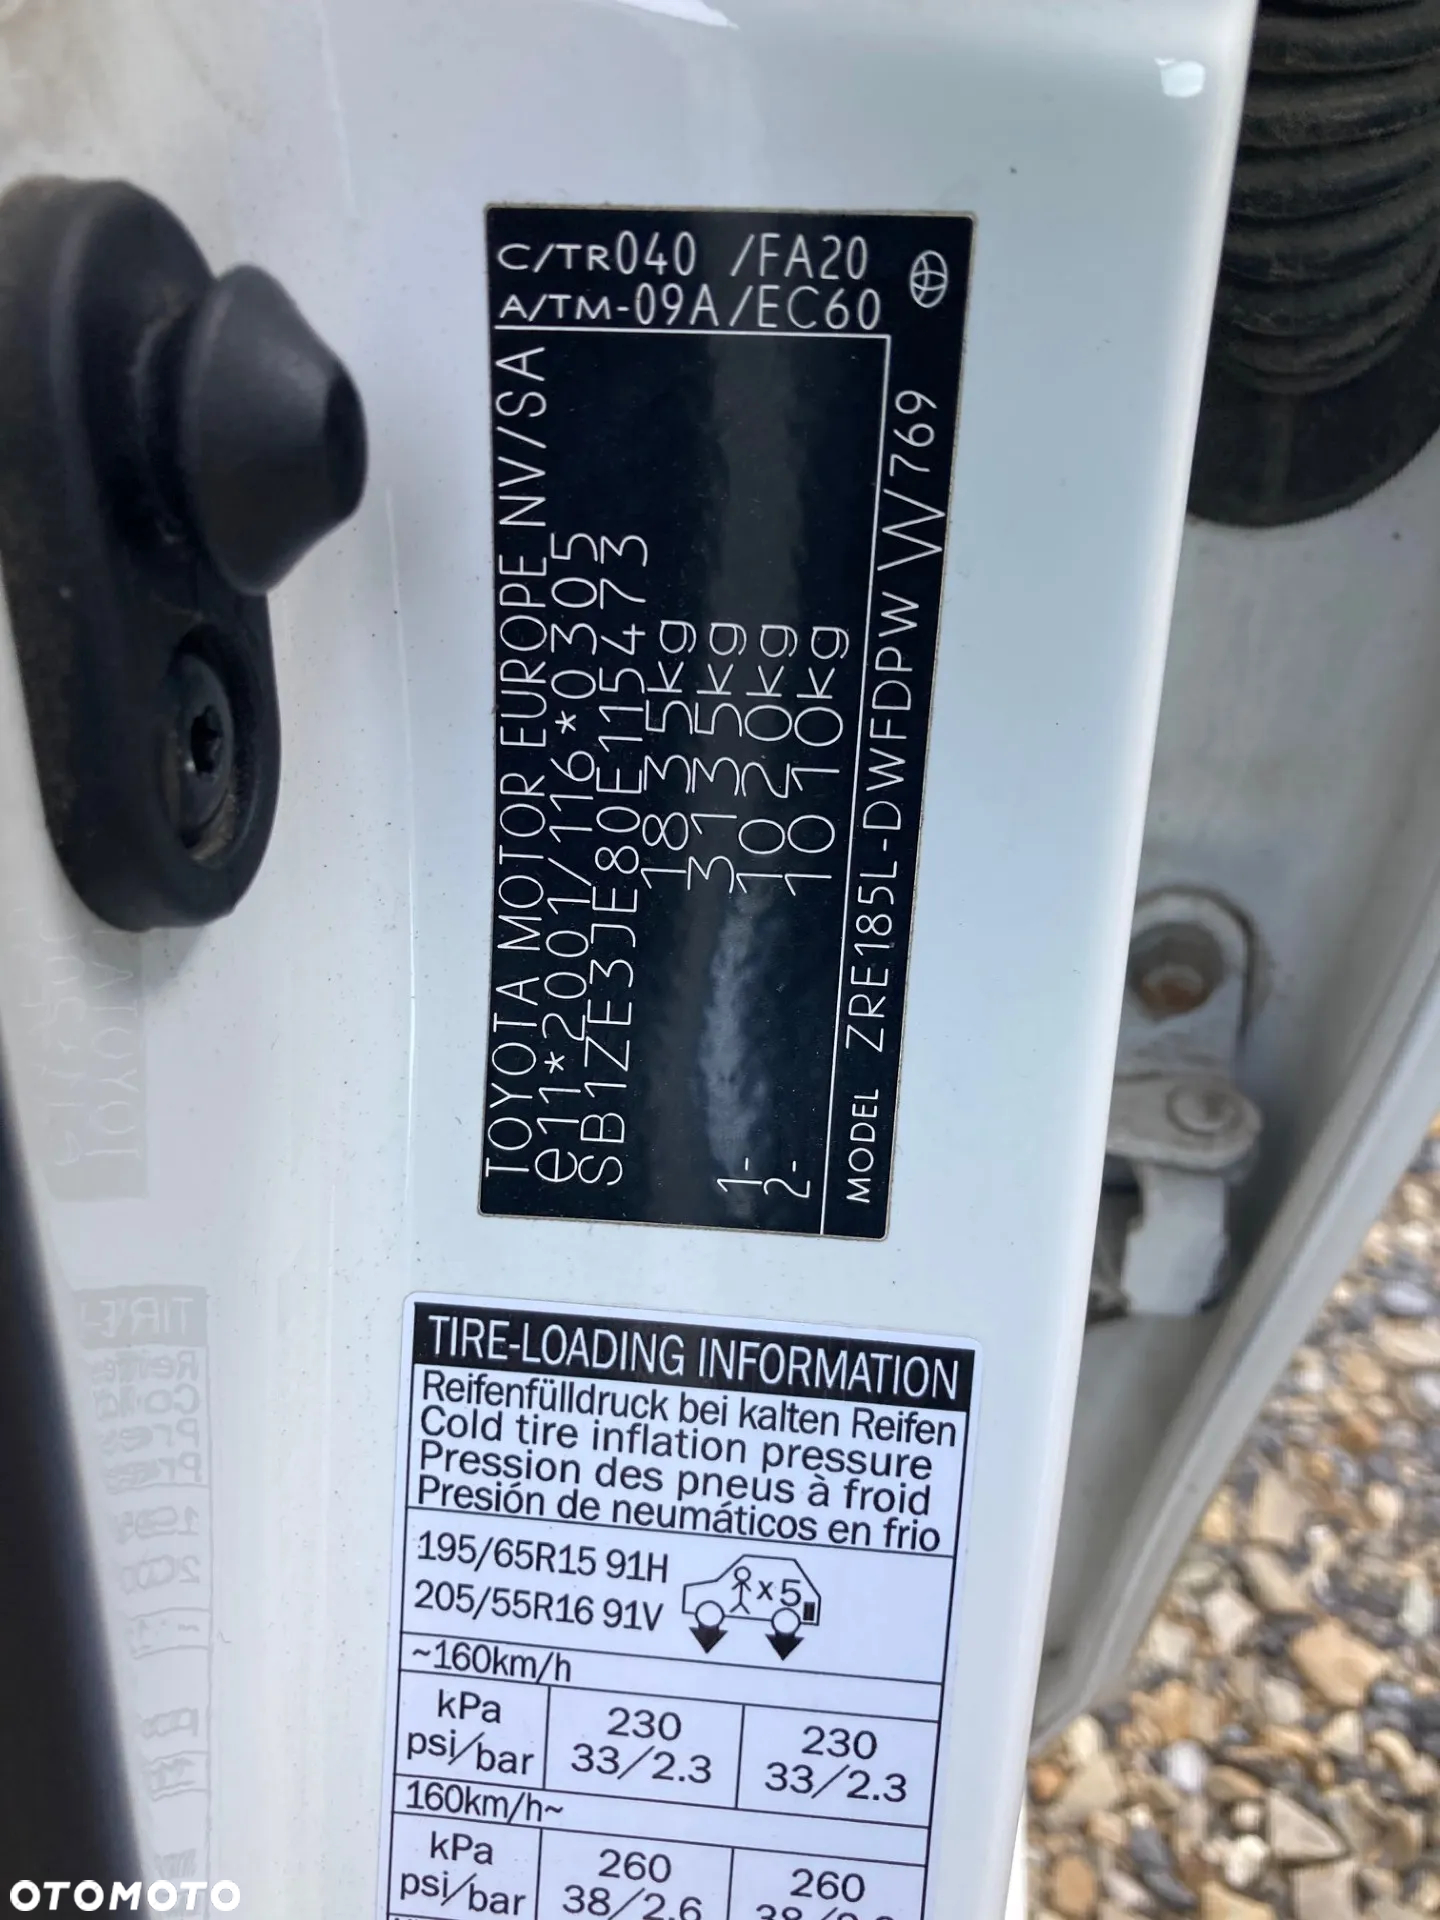 C/TR040 /FA20
A/TM-09A/EC60
TOYOTA MOTOR EUROPE NV/SA
e11*2001/116*0305
SB1ZE3JE80E115473
1835kg
3135kg
1- 1020kg
2- 1010kg
MODEL ZRE185L-DWFDPW W769
TIRE-LOADING INFORMATION
Reifenfülldruck bei kalten Reifen
Cold tire inflation pressure
Pression des pneus à froid
Presión de neumáticos en frio
195/65R15 91H
205/55R16 91V
x5
~160km/h
kPa 230 230
psi/bar 33/2.3 33/2.3
160km/h~
kPa 260 260
psi/bar 38/2.6
OTOMOTO